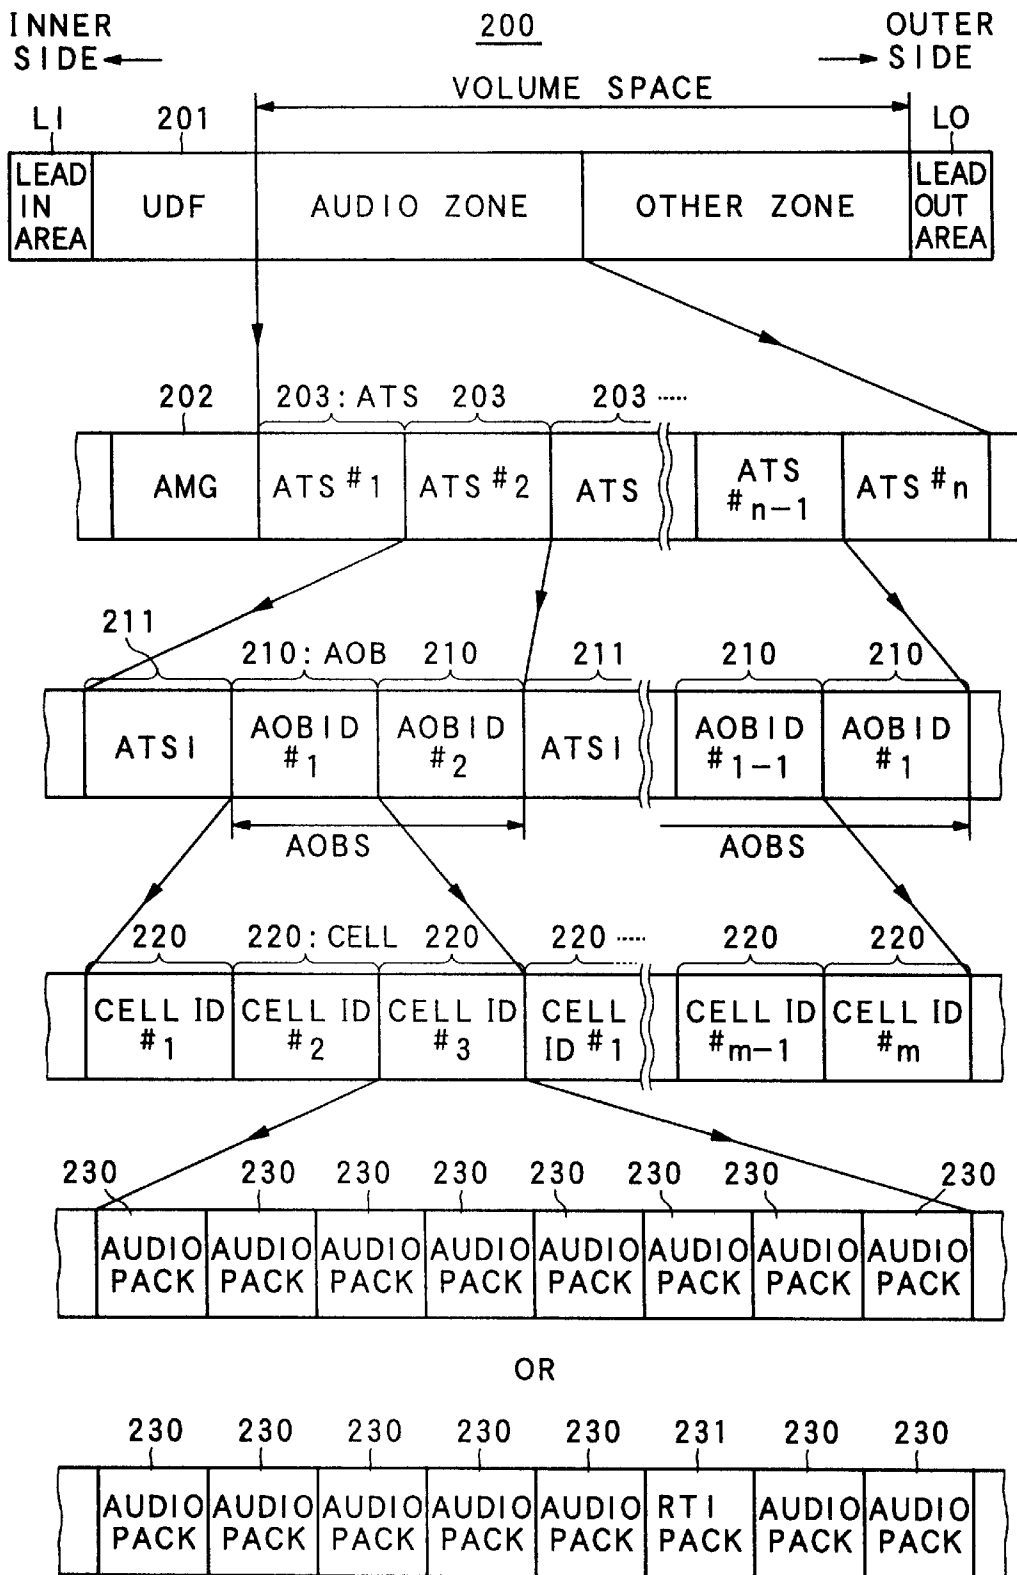 INNER SIDE
200
OUTER SIDE
VOLUME SPACE
LI 201 LO
LEAD IN AREA
UDF
AUDIO ZONE
OTHER ZONE
LEAD OUT AREA
202 203:ATS 203 203 ·····
AMG
ATS #1
ATS #2
ATS
ATS #n-1
ATS #n
211 210:AOB 210 211 210 210
ATSI
AOBID #1
AOBID #2
ATSI
AOBID #1-1
AOBID #1
AOBS AOBS
220 220:CELL 220 220 ····· 220 220
CELL ID #1
CELL ID #2
CELL ID #3
CELL ID #1
CELL ID #m-1
CELL ID #m
230 230 230 230 230 230 230 230
AUDIO PACK
AUDIO PACK
AUDIO PACK
AUDIO PACK
AUDIO PACK
AUDIO PACK
AUDIO PACK
AUDIO PACK
OR
230 230 230 230 230 231 230 230
AUDIO PACK
AUDIO PACK
AUDIO PACK
AUDIO PACK
AUDIO PACK
RTI PACK
AUDIO PACK
AUDIO PACK